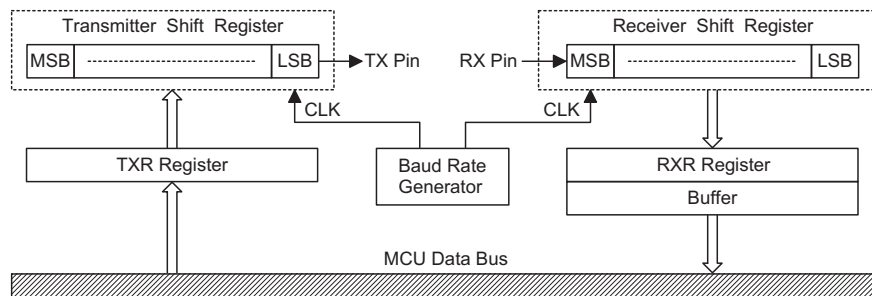 Transmitter Shift Register
Receiver Shift Register
MSB
LSB
TX Pin
RX Pin
MSB
LSB
CLK
CLK
TXR Register
Baud Rate
Generator
RXR Register
Buffer
MCU Data Bus